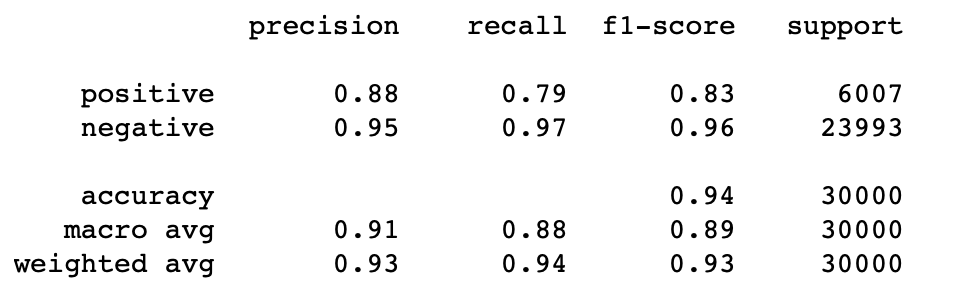 precision recall f1-score support
positive 0.88 0.79 0.83 6007
negative 0.95 0.97 0.96 23993
accuracy 0.94 30000
macro avg 0.91 0.88 0.89 30000
weighted avg 0.93 0.94 0.93 30000